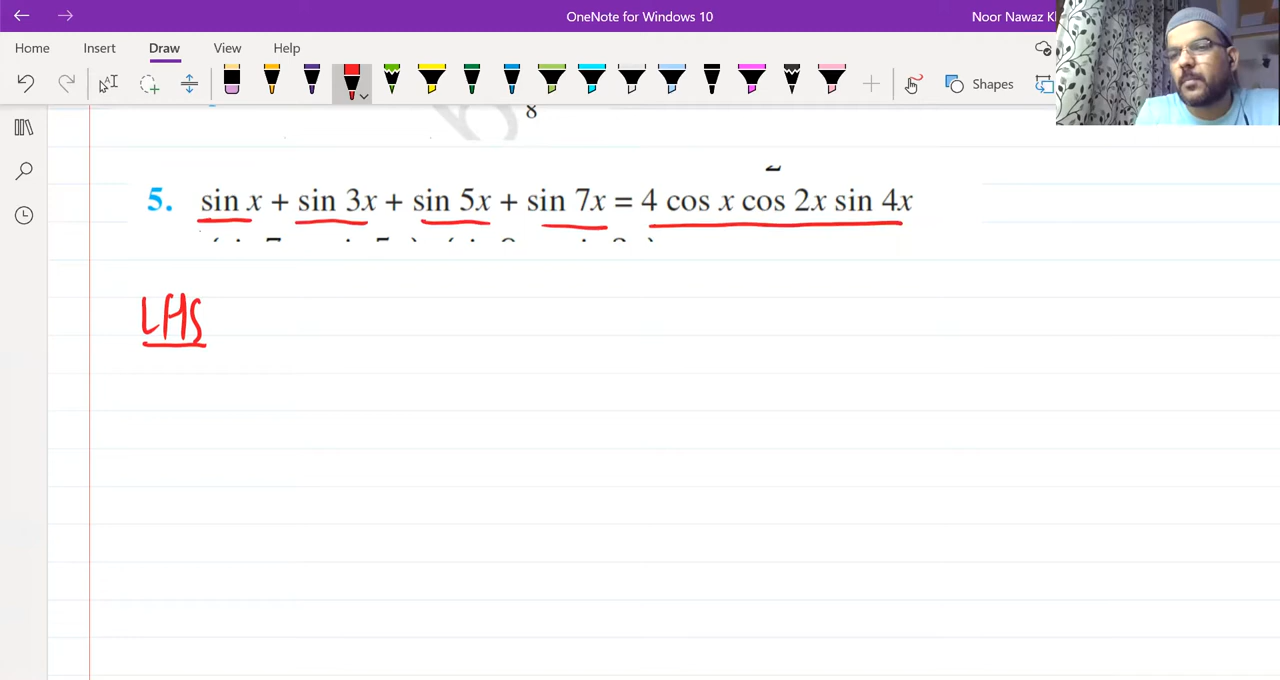 OneNote for Windows 10
Noor Nawaz
Home Insert Draw View Help
Shapes
8
5. sin x + sin 3x + sin 5x + sin 7x = 4 cos x cos 2x sin 4x
LHS